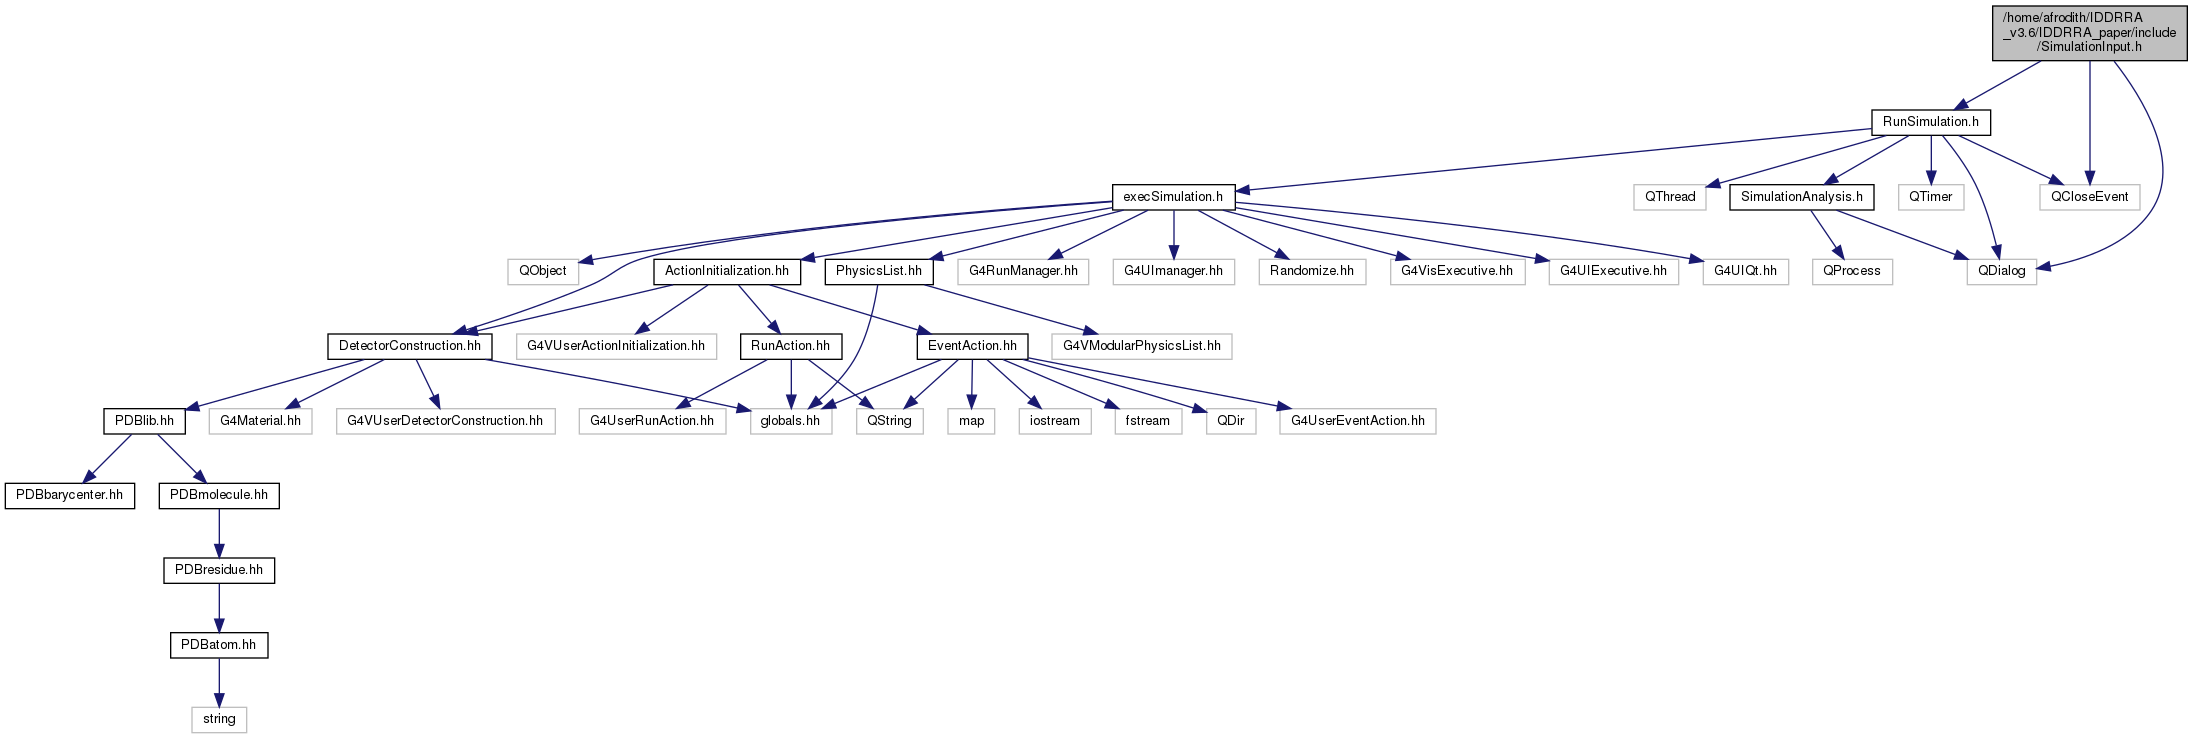 /home/afrodith/IDDRRA
_v3.6/IDDRRA_paper/include
/SimulationInput.h
RunSimulation.h
execSimulation.h
QThread
SimulationAnalysis.h
QTimer
QCloseEvent
QObject
ActionInitialization.hh
PhysicsList.hh
G4RunManager.hh
G4UImanager.hh
Randomize.hh
G4VisExecutive.hh
G4UIExecutive.hh
G4UIQt.hh
QProcess
QDialog
DetectorConstruction.hh
G4VUserActionInitialization.hh
RunAction.hh
EventAction.hh
G4VModularPhysicsList.hh
PDBlib.hh
G4Material.hh
G4VUserDetectorConstruction.hh
G4UserRunAction.hh
globals.hh
QString
map
iostream
fstream
QDir
G4UserEventAction.hh
PDBbarycenter.hh
PDBmolecule.hh
PDBresidue.hh
PDBatom.hh
string